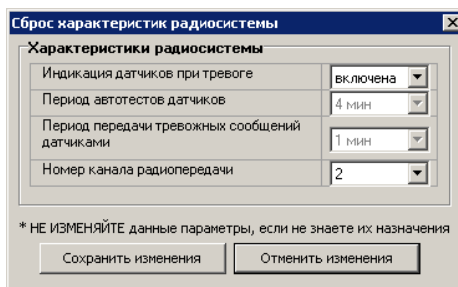 Сброс характеристик радиосистемы
Характеристики радиосистемы
Индикация датчиков при тревоге
включена
Период автотестов датчиков
4 мин
Период передачи тревожных сообщений
датчиками
1 мин
Номер канала радиопередачи
2
* НЕ ИЗМЕНЯЙТЕ данные параметры, если не знаете их назначения
Сохранить изменения
Отменить изменения